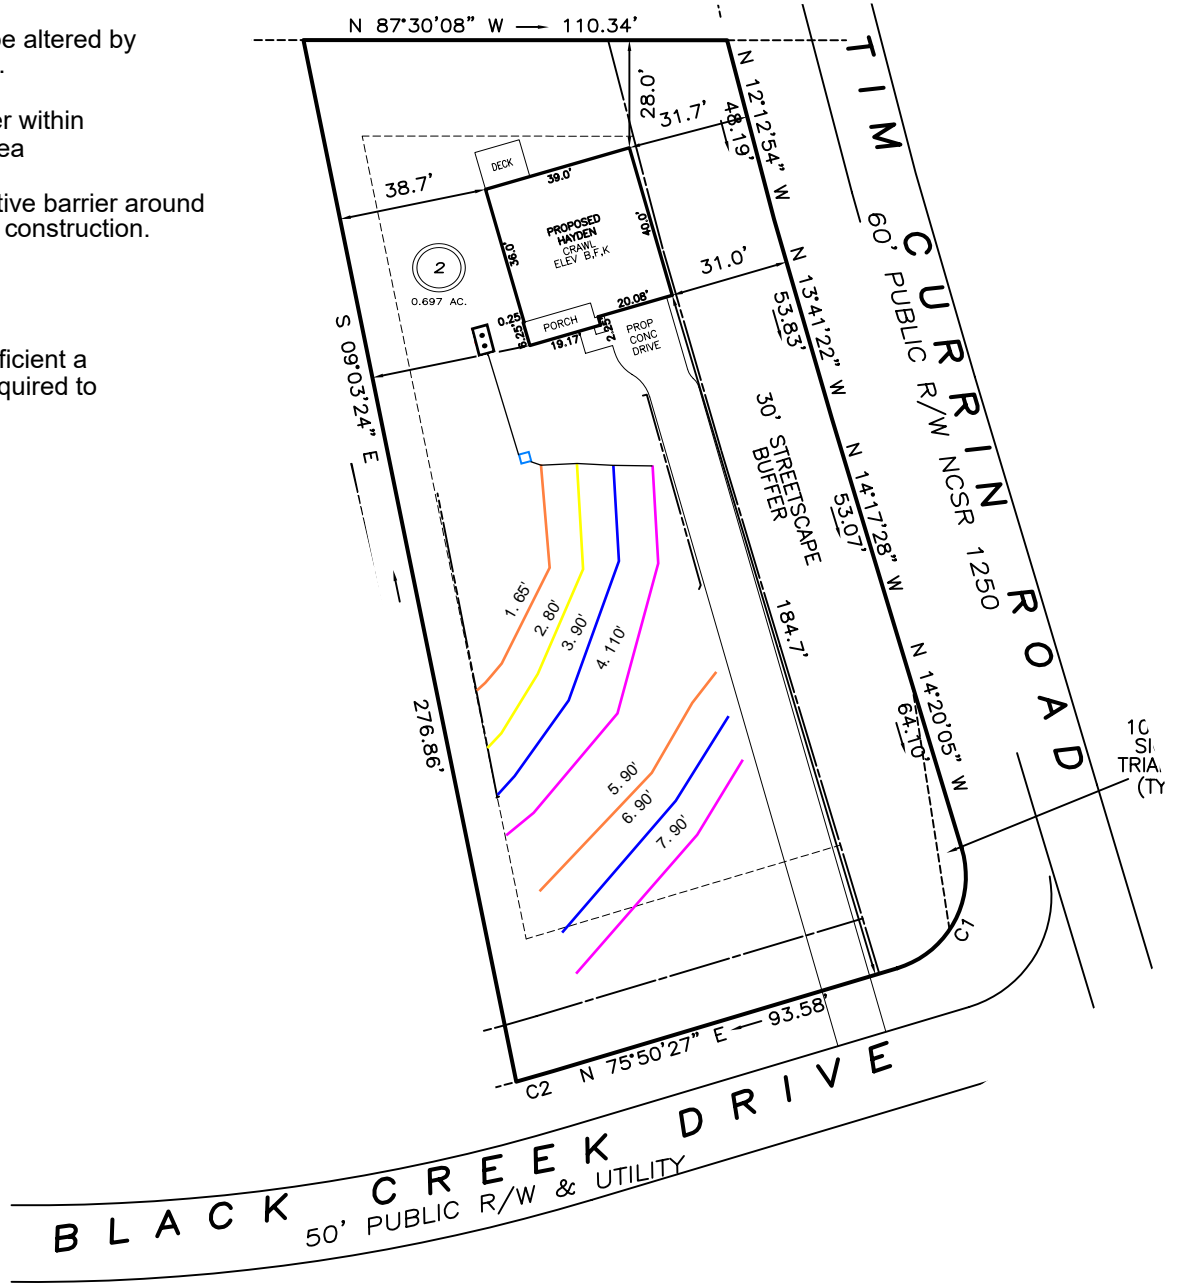 be altered by
.
er within
ea
tive barrier around
construction.
ficient a
quired to
N 87°30'08" W 110.34'
28.0'
31.7'
N 12°12'54" W
48.19'
DECK
39.0'
38.7'
PROPOSED
HAYDEN
CRAWL
ELEV B,F,K
36.0'
40.0'
2
0.697 AC.
31.0'
N 13°41'22" W
53.83'
0.25'
6.25'
PORCH
19.17'
20.08'
PROP
CONC
DRIVE
S 09°03'24" E
276.86'
30' STREETSCAPE
BUFFER
N 14°17'28" W
53.07'
184.7'
N 14°20'05" W
64.10'
1. 65'
2. 80'
3. 90'
4. 110'
5. 90'
6. 90'
7. 90'
TIM CURRIN ROAD
60' PUBLIC R/W NCSR 1250
TRIA
(TY
C1
C2
N 75°50'27" E 93.58'
BLACK CREEK DRIVE
50' PUBLIC R/W & UTILITY